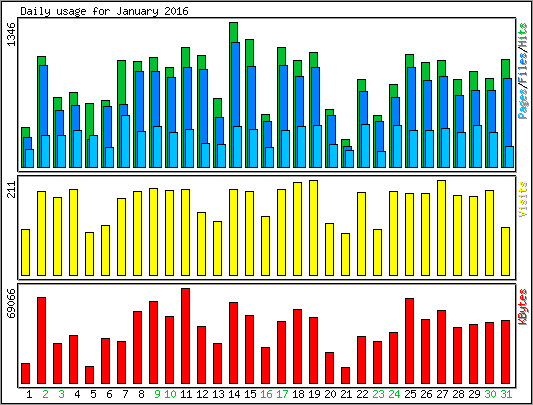 Daily usage for January 2016
1346
Pages/Files/Hits
211
Visits
69066
KBytes
1 2 3 4 5 6 7 8 9 10 11 12 13 14 15 16 17 18 19 20 21 22 23 24 25 26 27 28 29 30 31